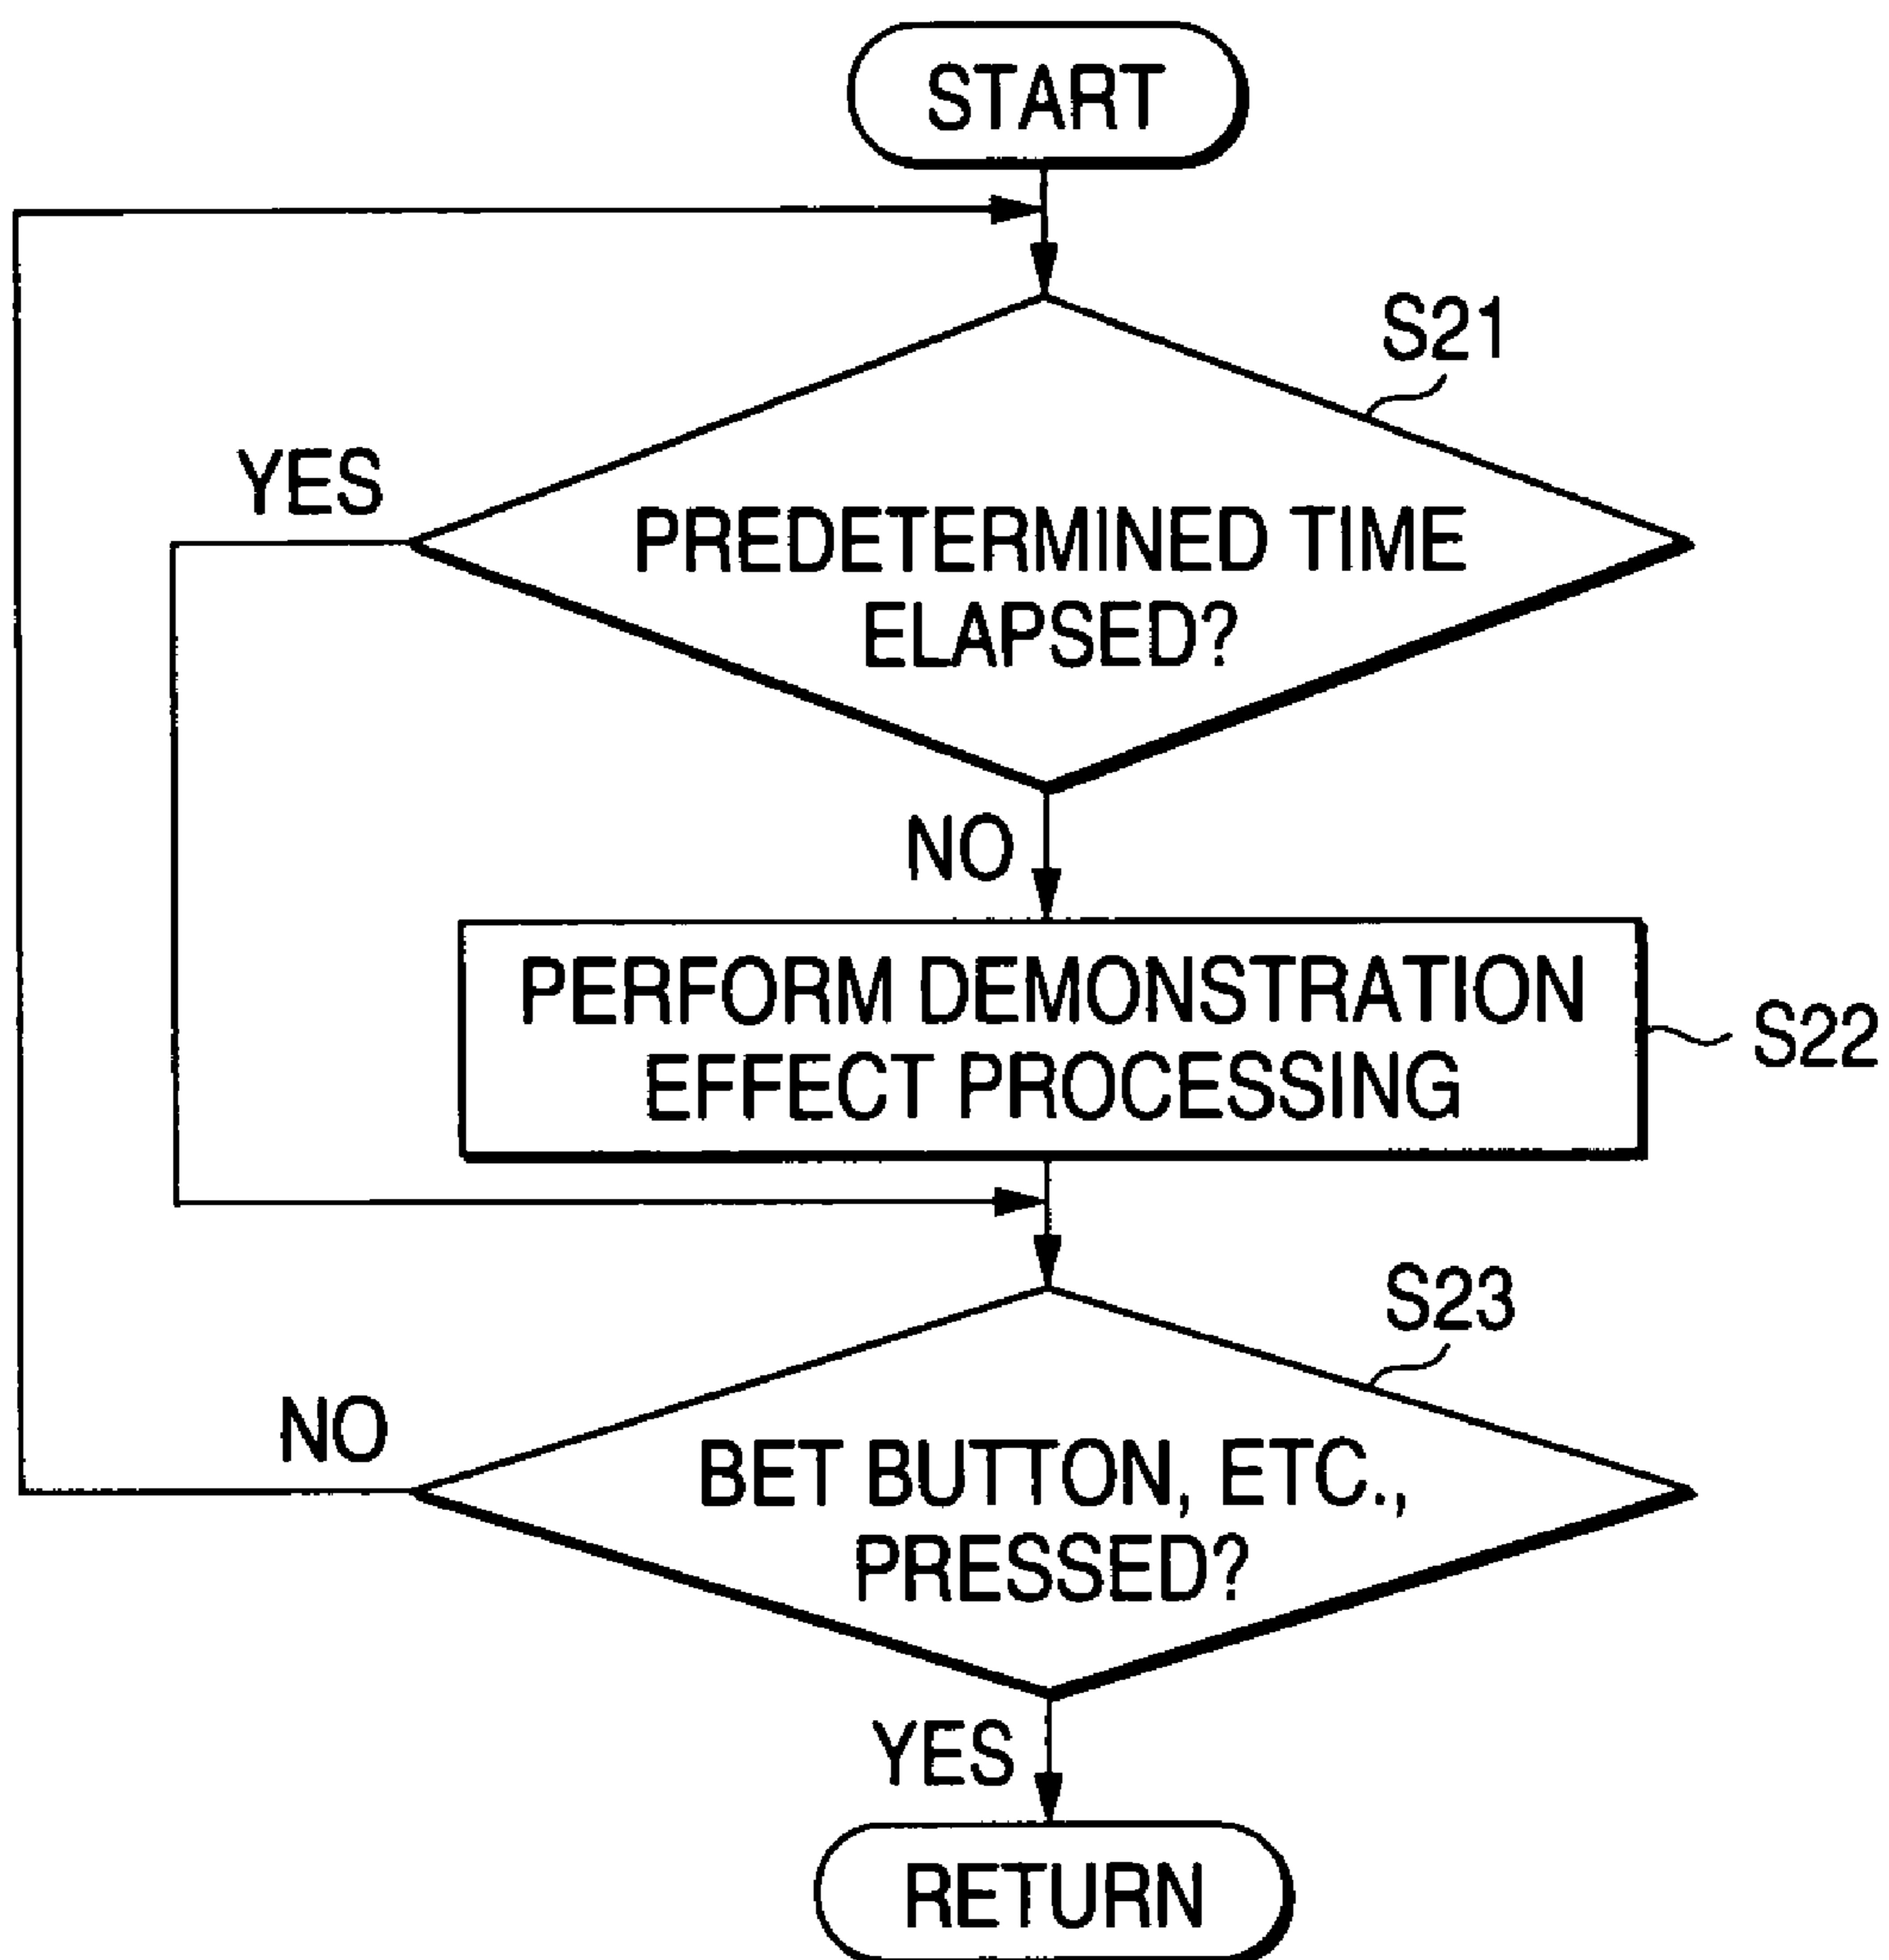 START
S21
YES
PREDETERMINED TIME
ELAPSED?
NO
PERFORM DEMONSTRATION
EFFECT PROCESSING
S22
S23
NO
BET BUTTON, ETC.,
PRESSED?
YES
RETURN